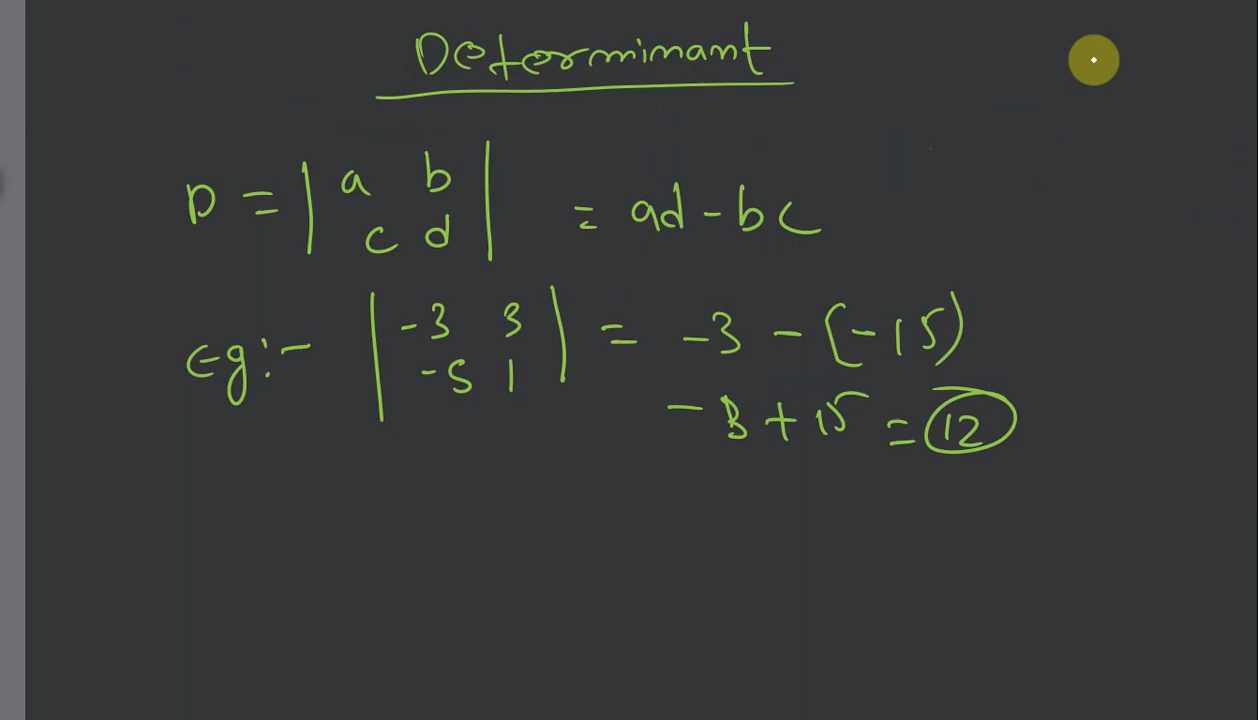 Determinant
D = | a b | = ad - bc
| c d |
Eg:- | -3 3 | = -3 - (-15)
| -5 1 |
-3 + 15 = 12